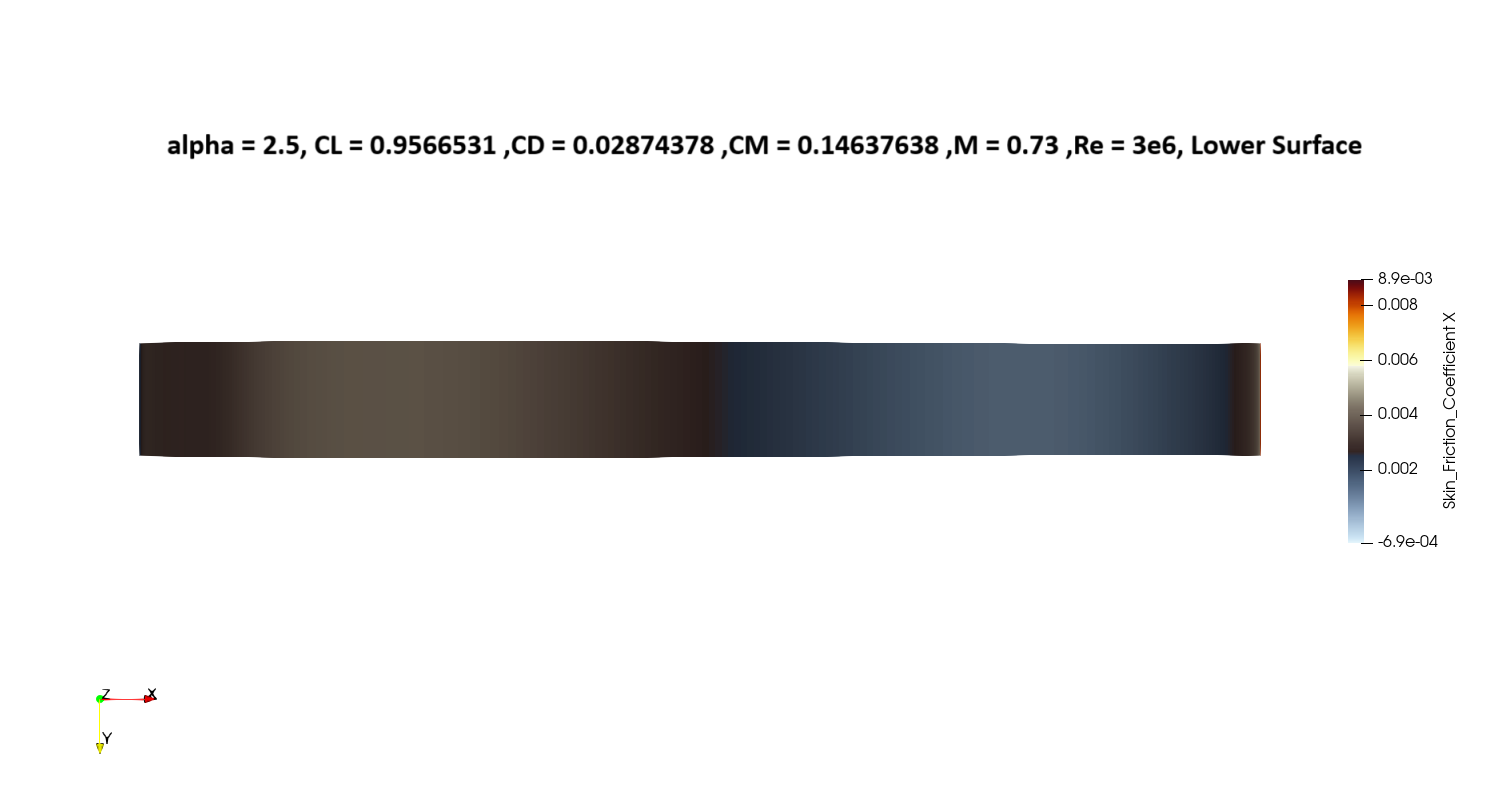 alpha = 2.5, CL = 0.9566531 ,CD = 0.02874378 ,CM = 0.14637638 ,M = 0.73 ,Re = 3e6, Lower Surface
8.9e-03
0.008
0.006
0.004
0.002
-6.9e-04
Skin_Friction_Coefficient X
Z
X
Y